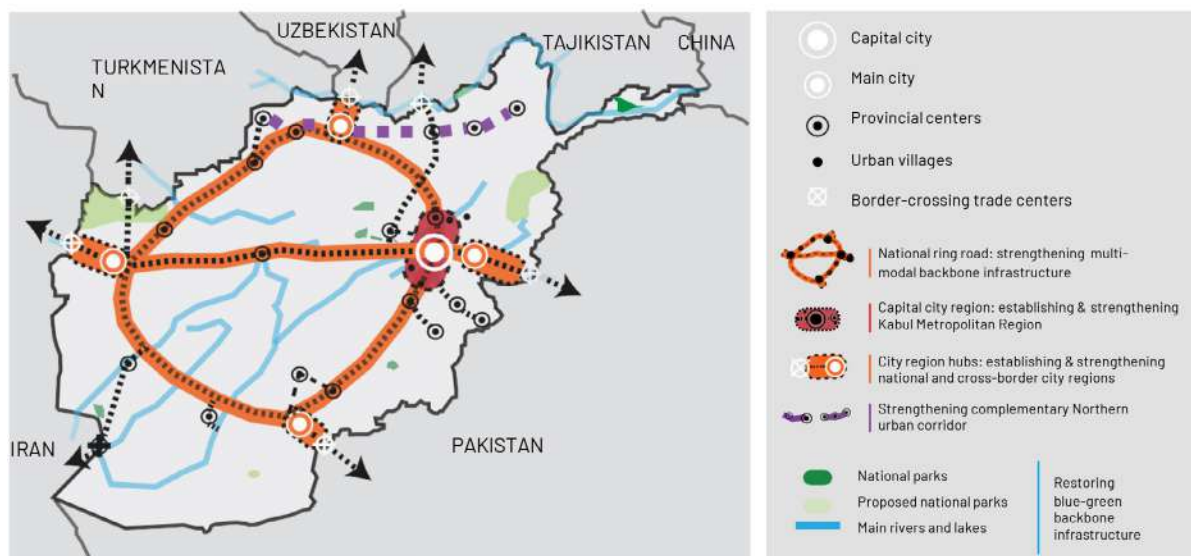 UZBEKISTAN
TAJIKISTAN
CHINA
TURKMENISTA
N
IRAN
PAKISTAN
Capital city
Main city
Provincial centers
Urban villages
Border-crossing trade centers
National ring road: strengthening multi-
modal backbone infrastructure
Capital city region: establishing & strengthening
Kabul Metropolitan Region
City region hubs: establishing & strengthening
national and cross-border city regions
Strengthening complementary Northern
urban corridor
National parks
Proposed national parks
Main rivers and lakes
Restoring
blue-green
backbone
infrastructure